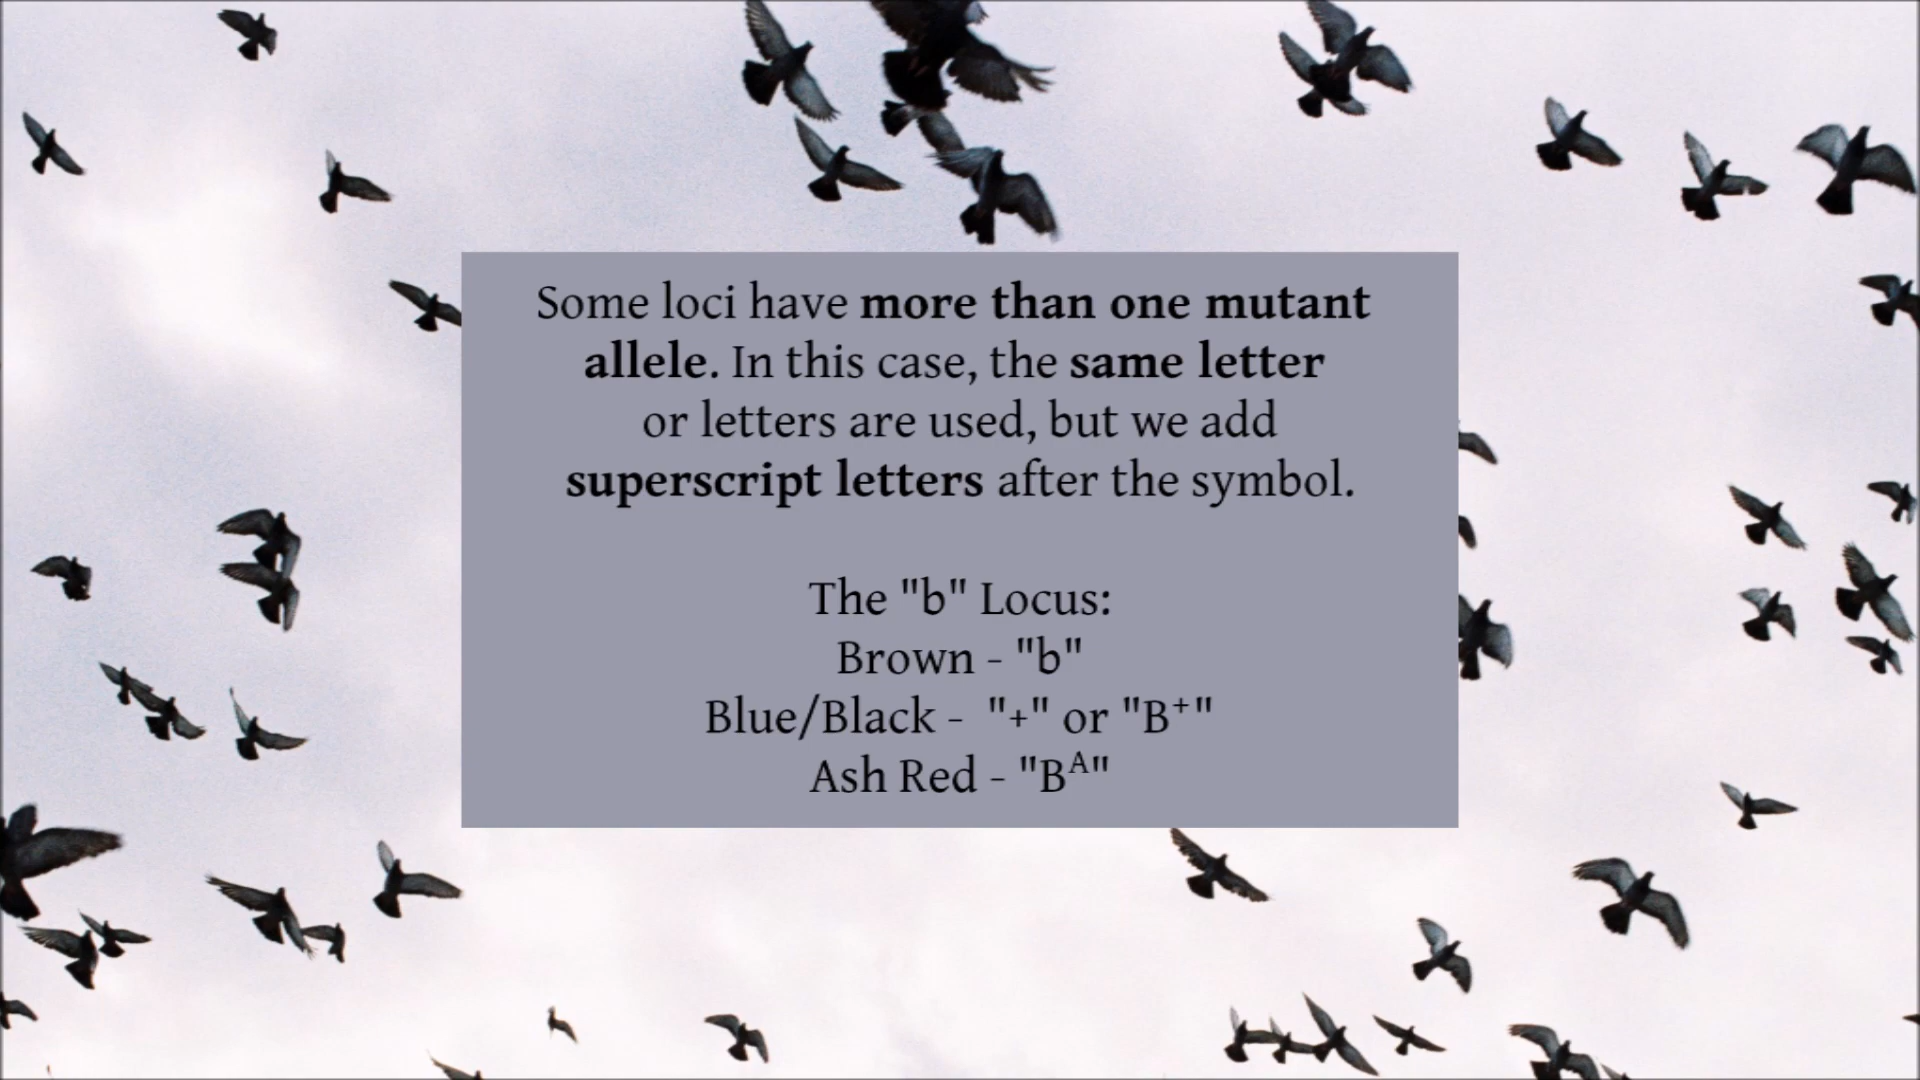 Some loci have more than one mutant
allele. In this case, the same letter
or letters are used, but we add
superscript letters after the symbol.
The "b" Locus:
Brown - "b"
Blue/Black -  "+" or "B⁺"
Ash Red - "Bᴬ"